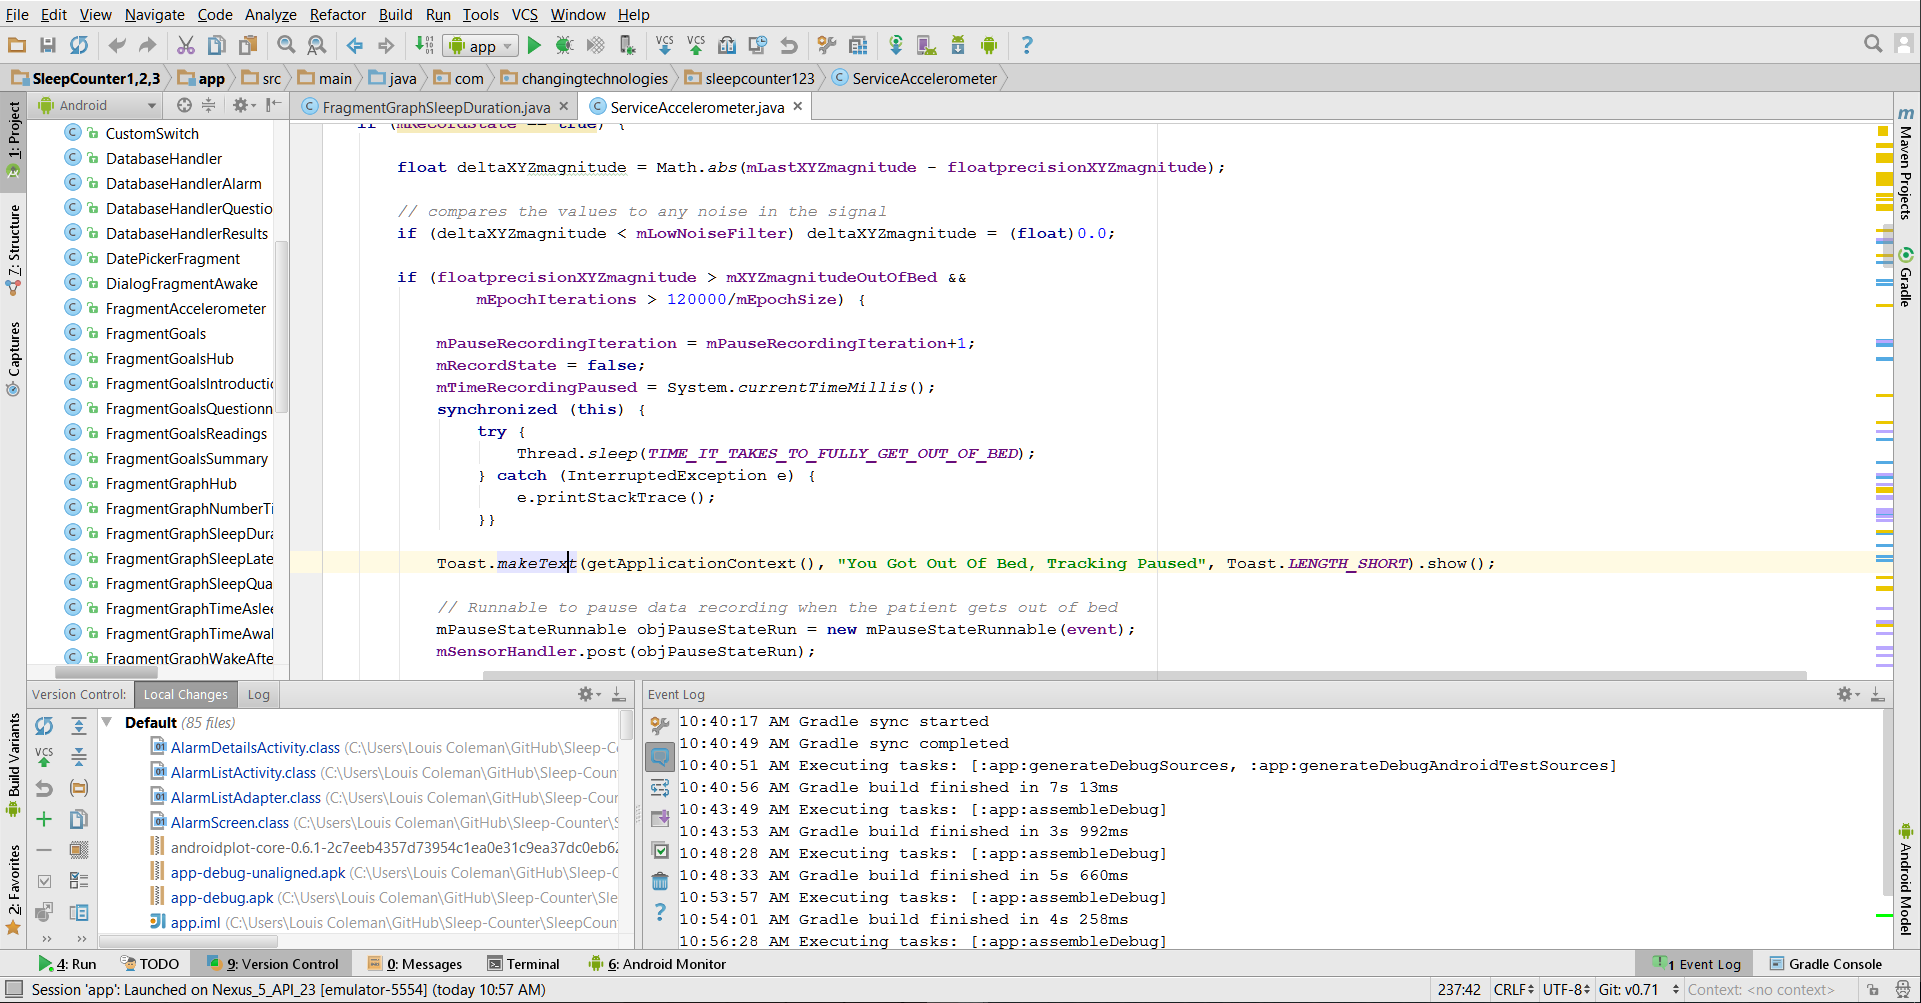 File Edit View Navigate Code Analyze Refactor Build Run Tools VCS Window Help
app
SleepCounter1,2,3 app src main java com changingtechnologies sleepcounter123 ServiceAccelerometer
Android
FragmentGraphSleepDuration.java ServiceAccelerometer.java
1: Project
7: Structure
Captures
Build Variants
2: Favorites
CustomSwitch
DatabaseHandler
DatabaseHandlerAlarm
DatabaseHandlerQuestio
DatabaseHandlerResults
DatePickerFragment
DialogFragmentAwake
FragmentAccelerometer
FragmentGoals
FragmentGoalsHub
FragmentGoalsIntroductic
FragmentGoalsQuestionn
FragmentGoalsReadings
FragmentGoalsSummary
FragmentGraphHub
FragmentGraphNumberTi
FragmentGraphSleepDura
FragmentGraphSleepLate
FragmentGraphSleepQua
FragmentGraphTimeAslee
FragmentGraphTimeAwal
FragmentGraphWakeAfte
if (mRecordState == true) {
float deltaXYZmagnitude = Math.abs(mLastXYZmagnitude - floatprecisionXYZmagnitude);
// compares the values to any noise in the signal
if (deltaXYZmagnitude < mLowNoiseFilter) deltaXYZmagnitude = (float)0.0;
if (floatprecisionXYZmagnitude > mXYZmagnitudeOutOfBed &&
mEpochIterations > 120000/mEpochSize) {
mPauseRecordingIteration = mPauseRecordingIteration+1;
mRecordState = false;
mTimeRecordingPaused = System.currentTimeMillis();
synchronized (this) {
try {
Thread.sleep(TIME_IT_TAKES_TO_FULLY_GET_OUT_OF_BED);
} catch (InterruptedException e) {
e.printStackTrace();
}}
Toast.makeText(getApplicationContext(), "You Got Out Of Bed, Tracking Paused", Toast.LENGTH_SHORT).show();
// Runnable to pause data recording when the patient gets out of bed
mPauseStateRunnable objPauseStateRun = new mPauseStateRunnable(event);
mSensorHandler.post(objPauseStateRun);
Maven Projects
Gradle
Android Model
Version Control: Local Changes Log
VCS
Default (85 files)
AlarmDetailsActivity.class (C:\Users\Louis Coleman\GitHub\Sleep-Co
AlarmListActivity.class (C:\Users\Louis Coleman\GitHub\Sleep-Coun
AlarmListAdapter.class (C:\Users\Louis Coleman\GitHub\Sleep-Cour
AlarmScreen.class (C:\Users\Louis Coleman\GitHub\Sleep-Counter\S
androidplot-core-0.6.1-2c7eeb4357d73954c1ea0e31c9ea37dc0eb62
app-debug-unaligned.apk (C:\Users\Louis Coleman\GitHub\Sleep-C
app-debug.apk (C:\Users\Louis Coleman\GitHub\Sleep-Counter\Slee
app.iml (C:\Users\Louis Coleman\GitHub\Sleep-Counter\SleepCount
Event Log
10:40:17 AM Gradle sync started
10:40:49 AM Gradle sync completed
10:40:51 AM Executing tasks: [:app:generateDebugSources, :app:generateDebugAndroidTestSources]
10:40:56 AM Gradle build finished in 7s 13ms
10:43:49 AM Executing tasks: [:app:assembleDebug]
10:43:53 AM Gradle build finished in 3s 992ms
10:48:28 AM Executing tasks: [:app:assembleDebug]
10:48:33 AM Gradle build finished in 5s 660ms
10:53:57 AM Executing tasks: [:app:assembleDebug]
10:54:01 AM Gradle build finished in 4s 258ms
10:56:28 AM Executing tasks: [:app:assembleDebug]
4: Run TODO 9: Version Control 0: Messages Terminal 6: Android Monitor 1 Event Log Gradle Console
Session 'app': Launched on Nexus_5_API_23 [emulator-5554] (today 10:57 AM) 237:42 CRLF UTF-8 Git: v0.71 Context: <no context>